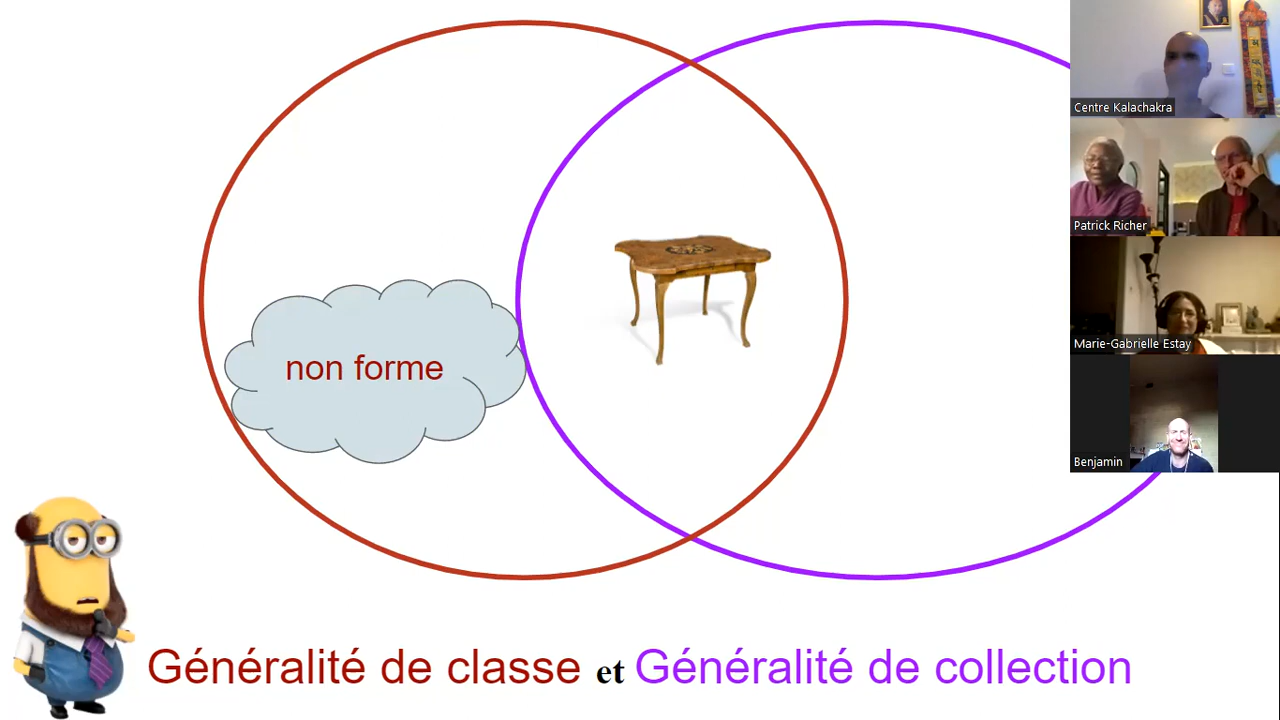 non forme
Généralité de classe et Généralité de collection
Centre Kalachakra
Patrick Richer
Marie-Gabrielle Estay
Benjamin